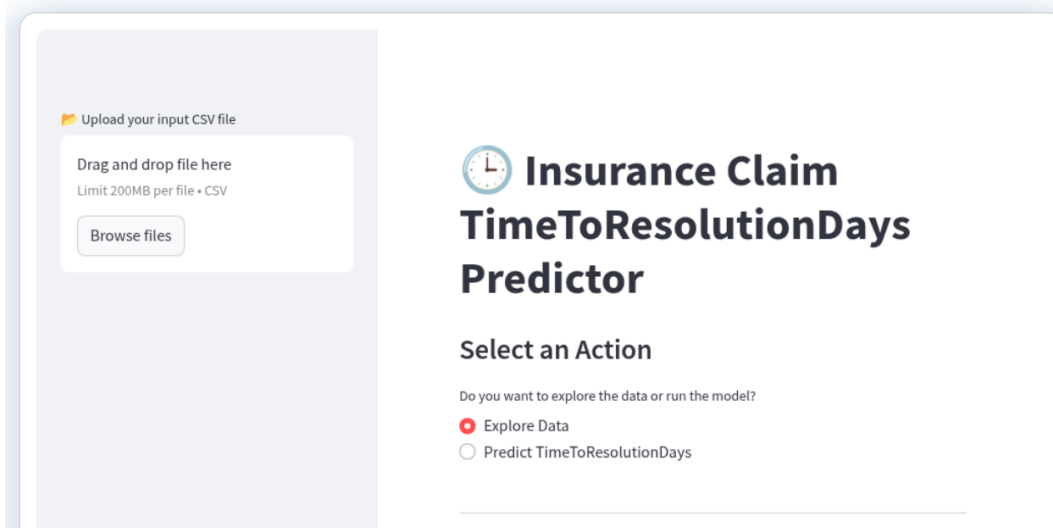 📂 Upload your input CSV file
Drag and drop file here
Limit 200MB per file • CSV
Browse files
🕒 Insurance Claim
TimeToResolutionDays
Predictor
Select an Action
Do you want to explore the data or run the model?
Explore Data
Predict TimeToResolutionDays